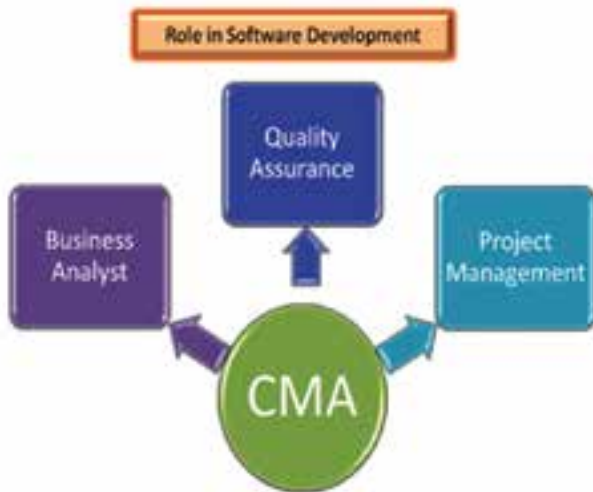 Role in Software Development
Quality
Assurance
Business
Analyst
Project
Management
CMA